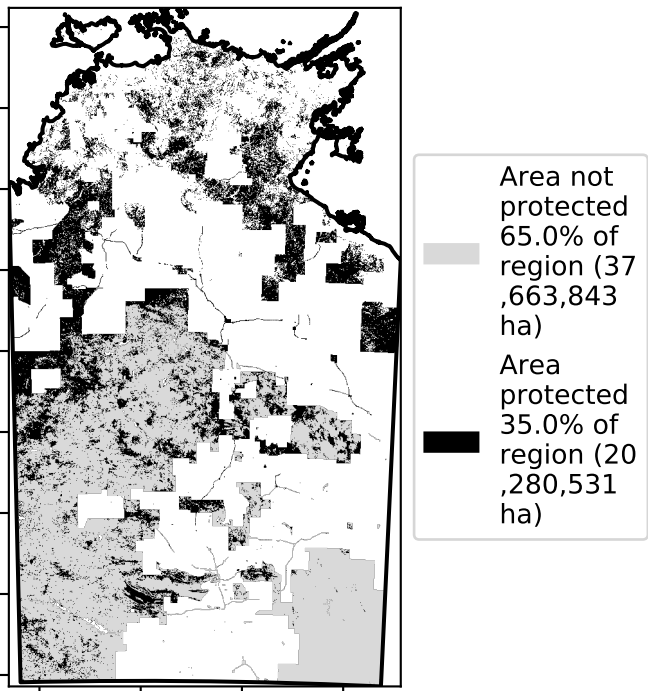 Area not
protected
65.0% of
region (37
,663,843
ha)
Area
protected
35.0% of
region (20
,280,531
ha)